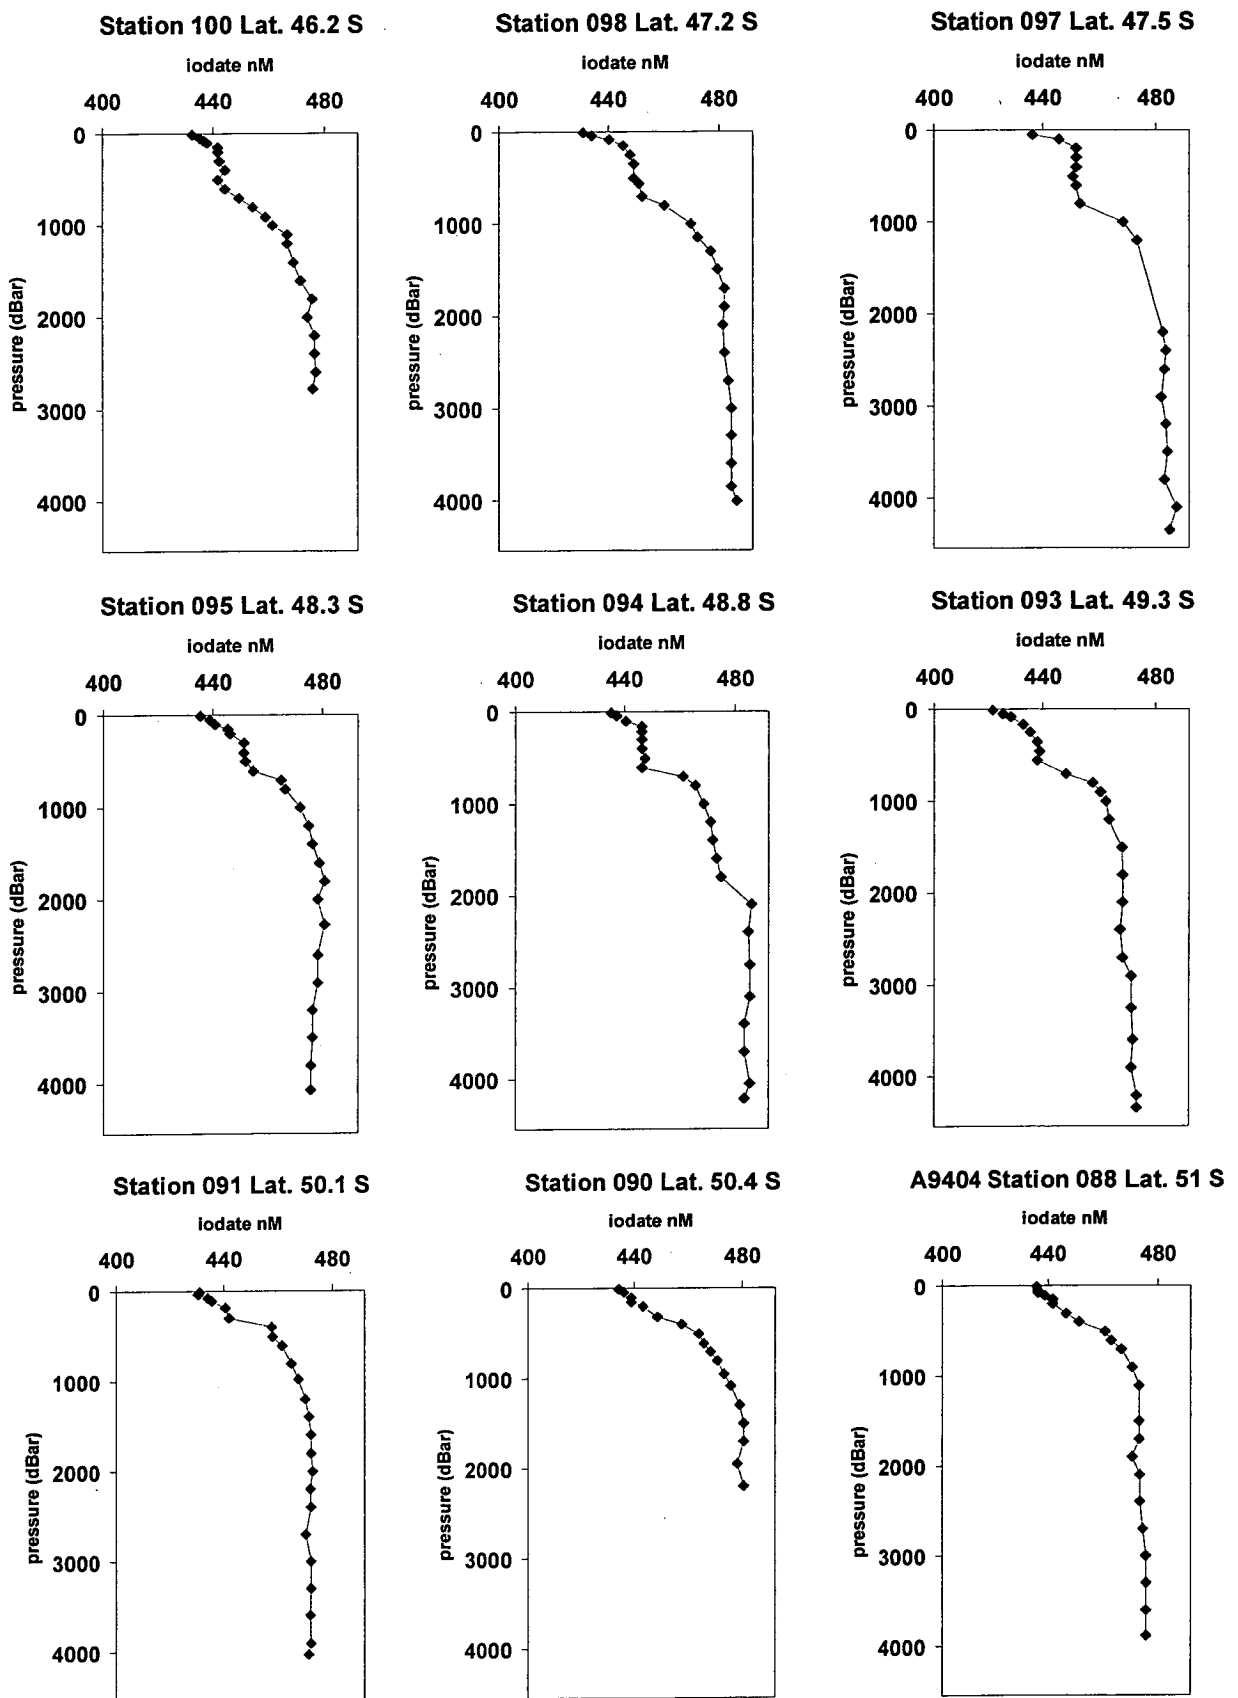 Station 100 Lat. 46.2 S
iodate nM
400 440 480
0
1000
2000
3000
4000
pressure (dBar)
Station 098 Lat. 47.2 S
iodate nM
400 440 480
0
1000
2000
3000
4000
pressure (dBar)
Station 097 Lat. 47.5 S
iodate nM
400 440 480
0
1000
2000
3000
4000
pressure (dBar)
Station 095 Lat. 48.3 S
iodate nM
400 440 480
0
1000
2000
3000
4000
pressure (dBar)
Station 094 Lat. 48.8 S
iodate nM
400 440 480
0
1000
2000
3000
4000
pressure (dBar)
Station 093 Lat. 49.3 S
iodate nM
400 440 480
0
1000
2000
3000
4000
pressure (dBar)
Station 091 Lat. 50.1 S
iodate nM
400 440 480
0
1000
2000
3000
4000
pressure (dBar)
Station 090 Lat. 50.4 S
iodate nM
400 440 480
0
1000
2000
3000
4000
pressure (dBar)
A9404 Station 088 Lat. 51 S
iodate nM
400 440 480
0
1000
2000
3000
4000
pressure (dBar)